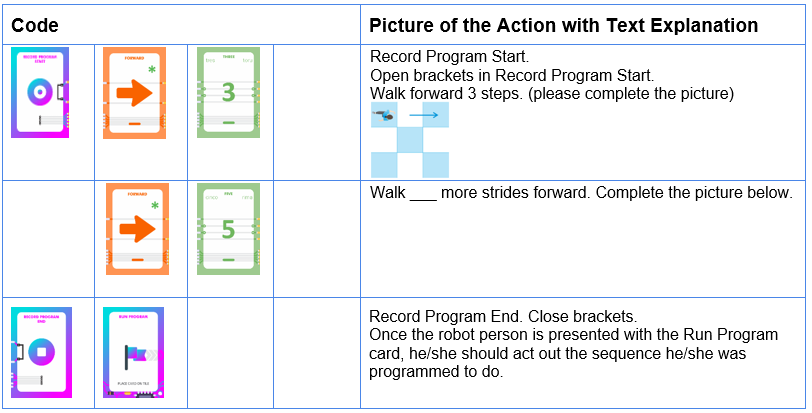 Code
Picture of the Action with Text Explanation
RECORD PROGRAM
START
FORWARD
*
THREE
3
Record Program Start.
Open brackets in Record Program Start.
Walk forward 3 steps. (please complete the picture)
FORWARD
*
FIVE
5
Walk ___ more strides forward. Complete the picture below.
RECORD PROGRAM
END
RUN PROGRAM
Record Program End. Close brackets.
Once the robot person is presented with the Run Program
card, he/she should act out the sequence he/she was
programmed to do.